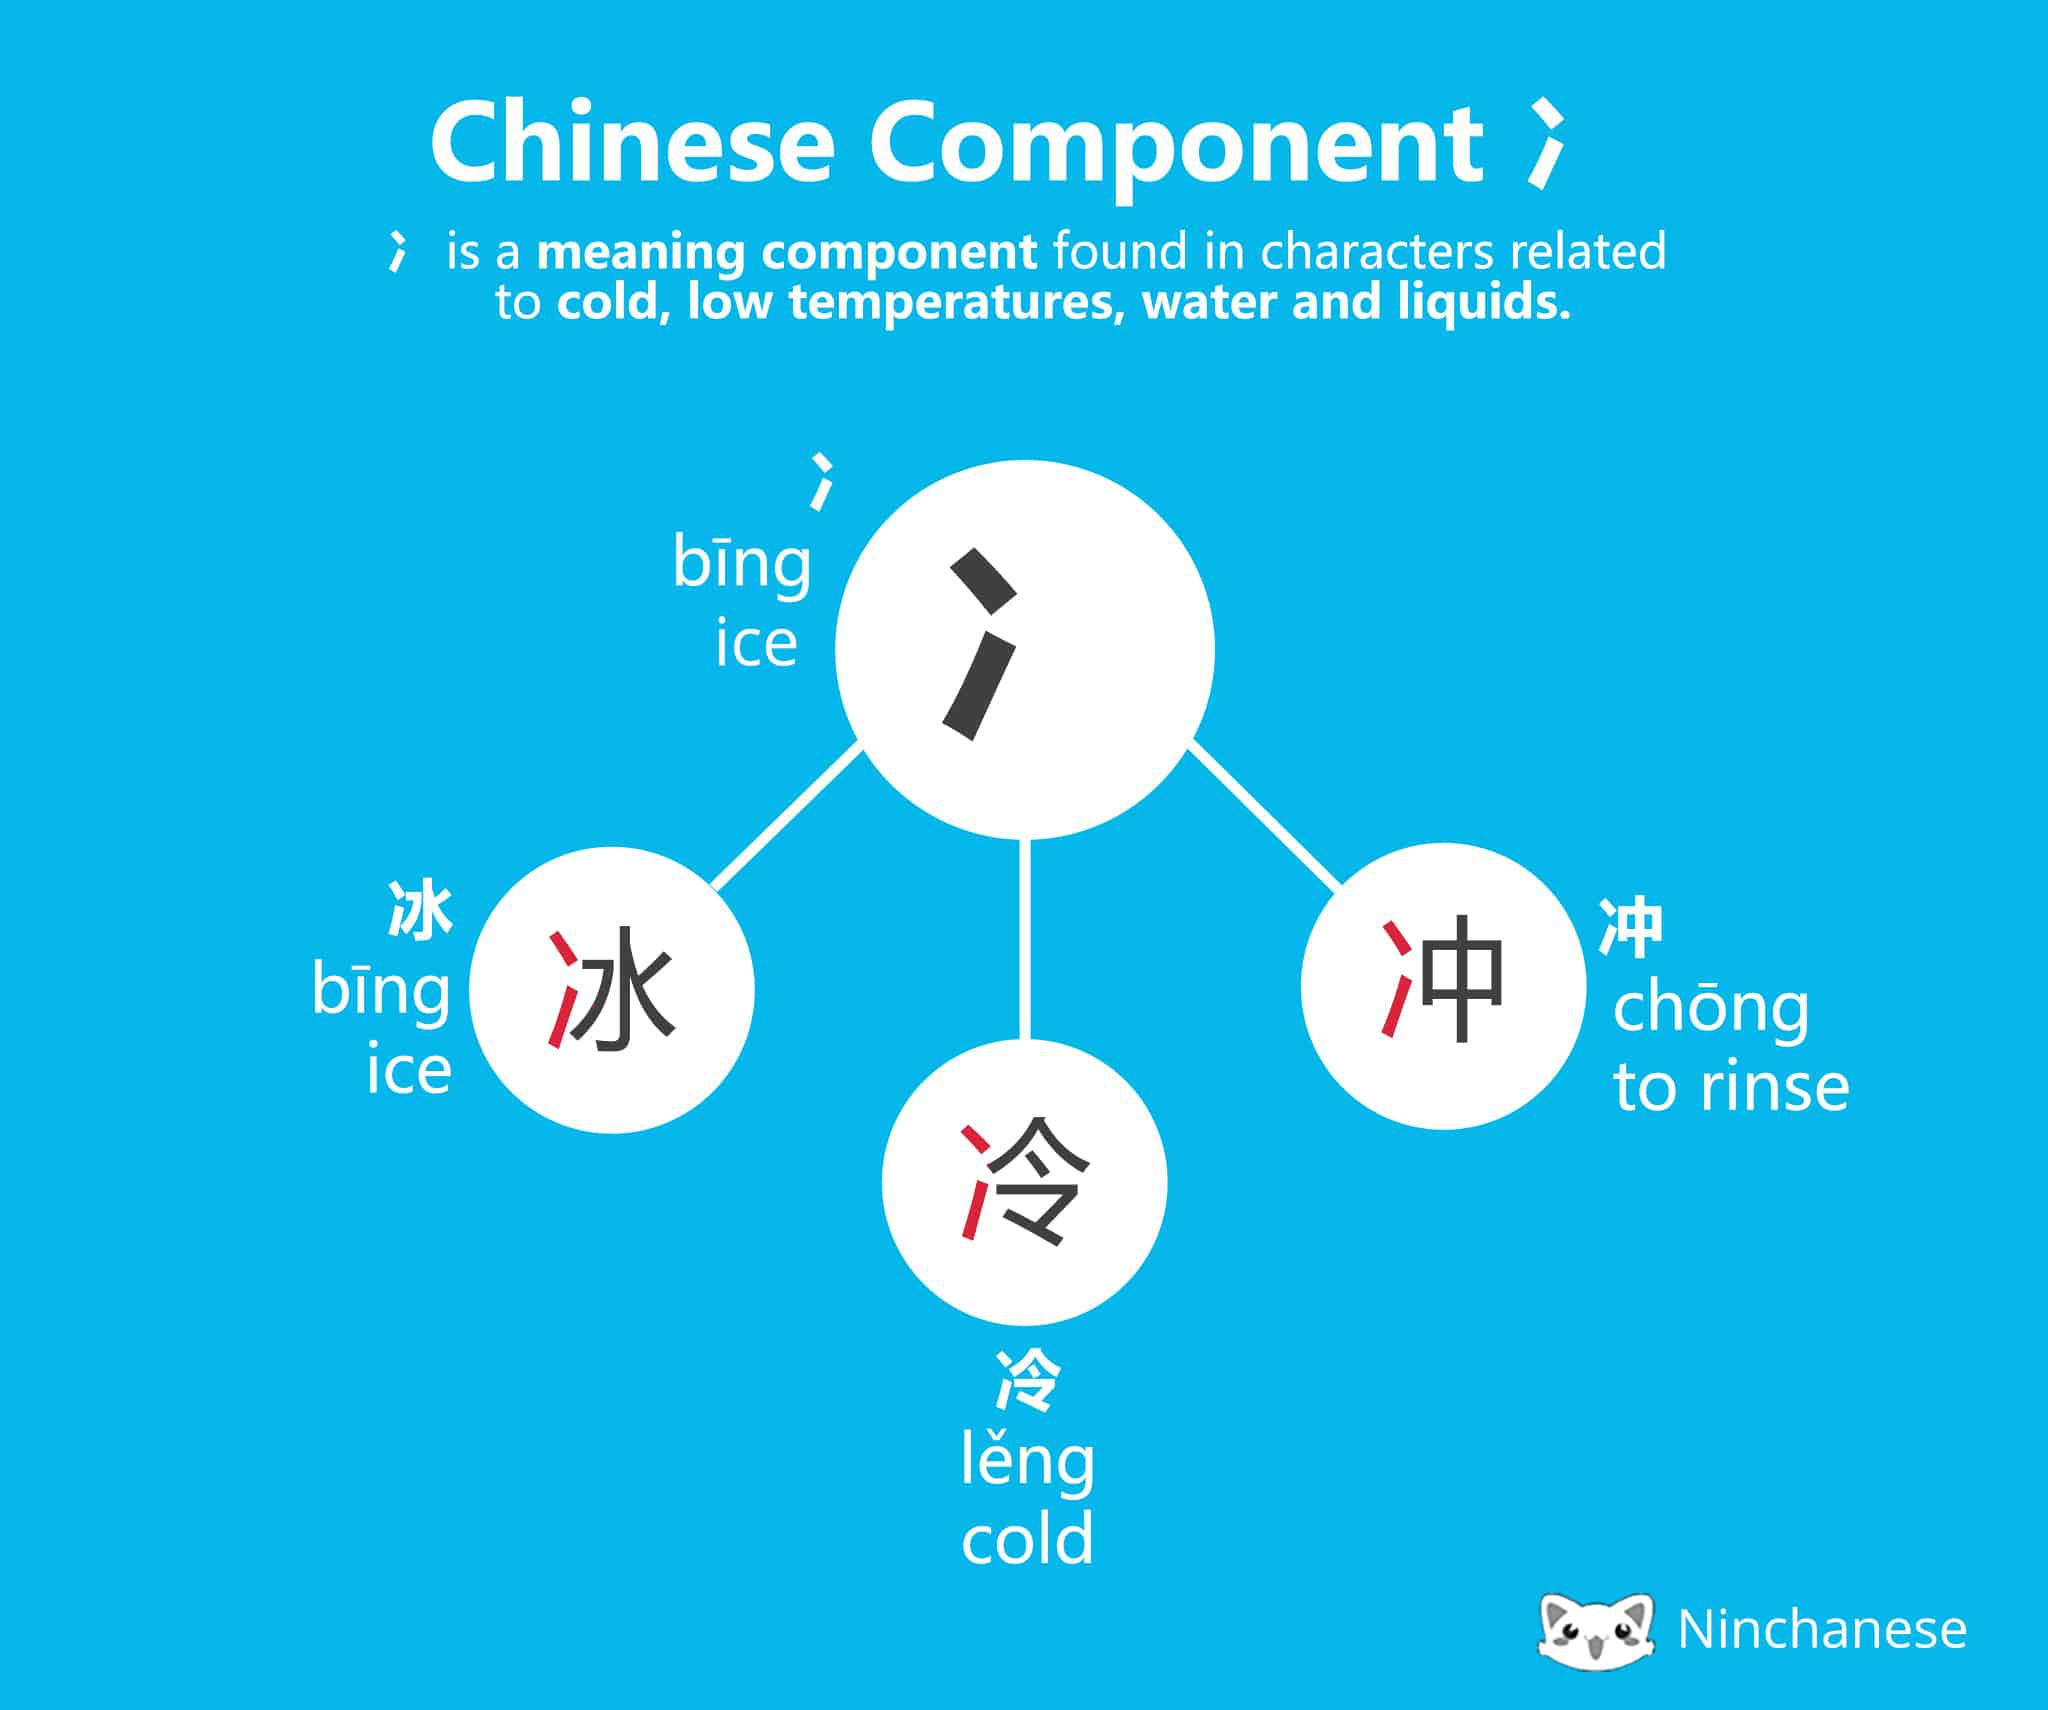 Chinese Component 冫
冫 is a meaning component found in characters related
to cold, low temperatures, water and liquids.
冫
bīng
ice
冫
冰
bīng
ice
冰
冲
冲
chōng
to rinse
冷
冷
lěng
cold
Ninchanese